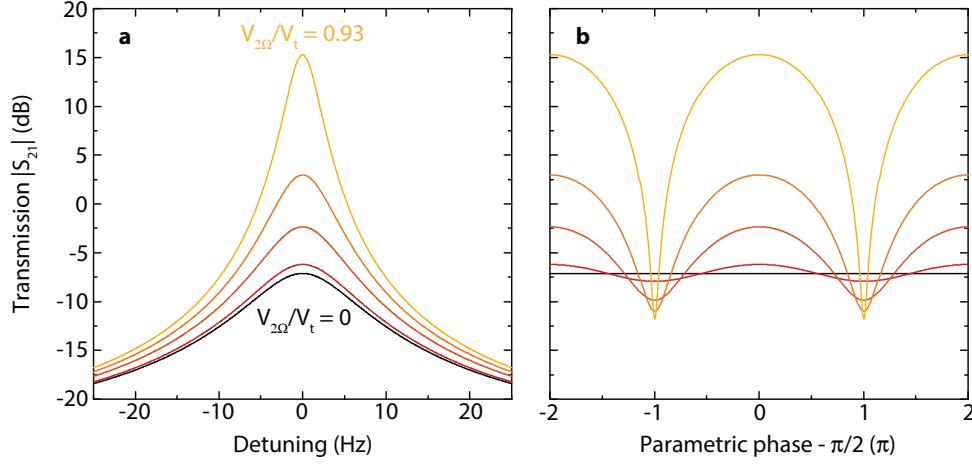 a
V2Ω/Vt = 0.93
b
Transmission |S21| (dB)
20
15
10
5
0
-5
-10
-15
-20
V2Ω/Vt = 0
-20
-10
0
10
20
-2
-1
0
1
2
Detuning (Hz)
Parametric phase - π/2 (π)